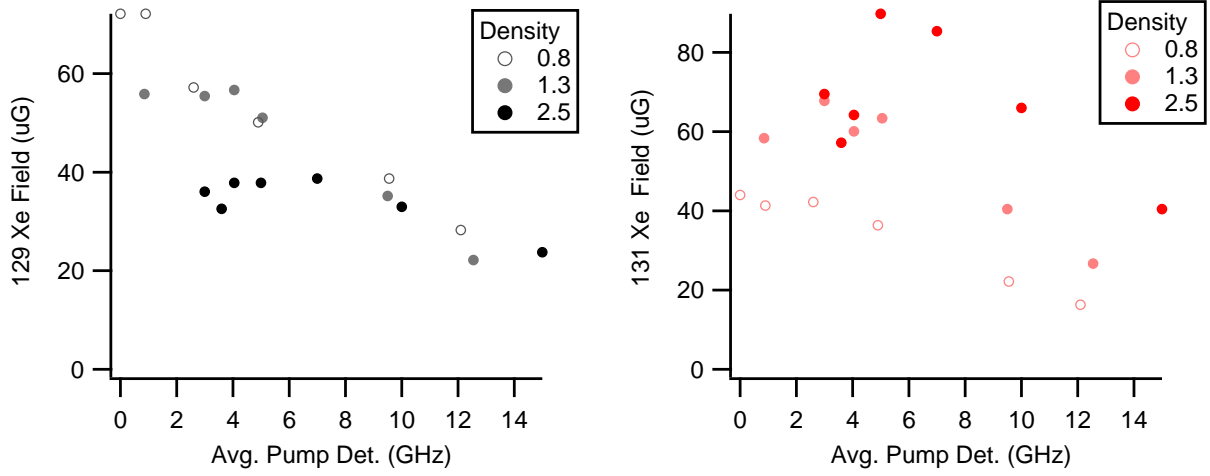 Density
0.8
1.3
2.5
60
40
20
0
129 Xe Field (uG)
0 2 4 6 8 10 12 14
Avg. Pump Det. (GHz)
Density
0.8
1.3
2.5
80
60
40
20
0
131 Xe Field (uG)
0 2 4 6 8 10 12 14
Avg. Pump Det. (GHz)